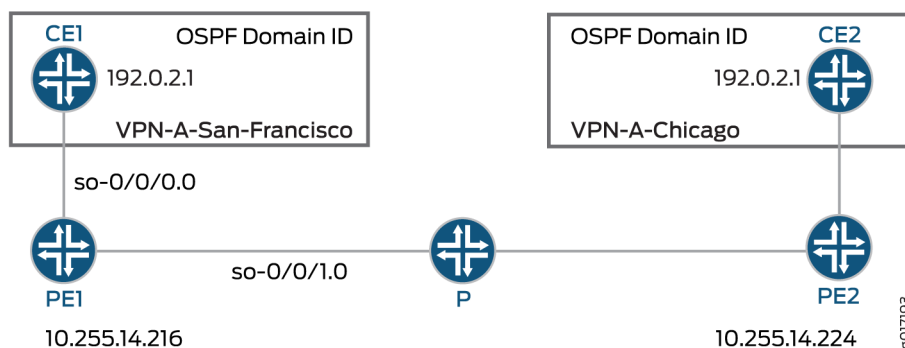 CE1
OSPF Domain ID
192.0.2.1
VPN-A-San-Francisco
OSPF Domain ID
CE2
192.0.2.1
VPN-A-Chicago
so-0/0/0.0
so-0/0/1.0
PE1
P
PE2
10.255.14.216
10.255.14.224
g017193